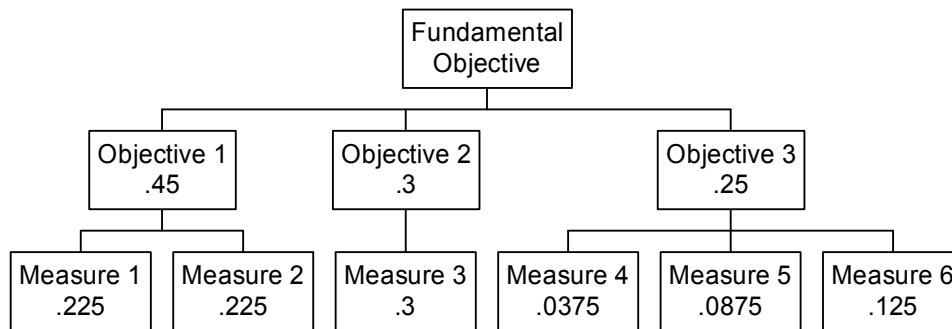 Fundamental
Objective
Objective 1
.45
Objective 2
.3
Objective 3
.25
Measure 1
.225
Measure 2
.225
Measure 3
.3
Measure 4
.0375
Measure 5
.0875
Measure 6
.125